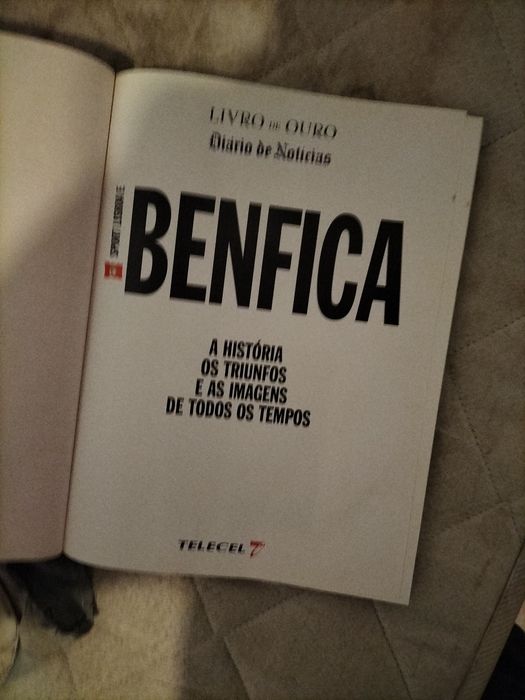 LIVRO DE OURO
Diário de Notícias
SPORT LISBOA E
BENFICA
A HISTÓRIA
OS TRIUNFOS
E AS IMAGENS
DE TODOS OS TEMPOS
TELECEL